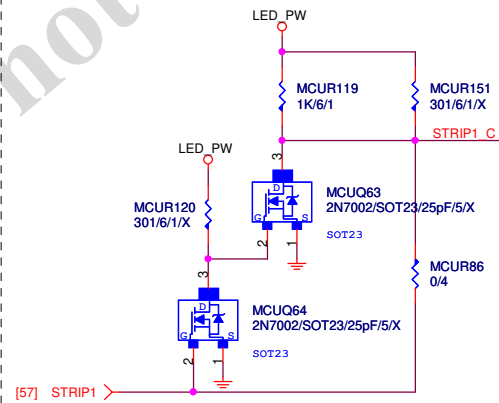 not
LED_PW
MCUR119
1K/6/1
MCUR151
301/6/1/X
STRIP1_C
LED_PW
3
D
G
S
MCUQ63
2N7002/SOT23/25pF/5/X
SOT23
MCUR120
301/6/1/X
2
1
MCUR86
0/4
3
D
G
S
MCUQ64
2N7002/SOT23/25pF/5/X
SOT23
2
1
[57] STRIP1